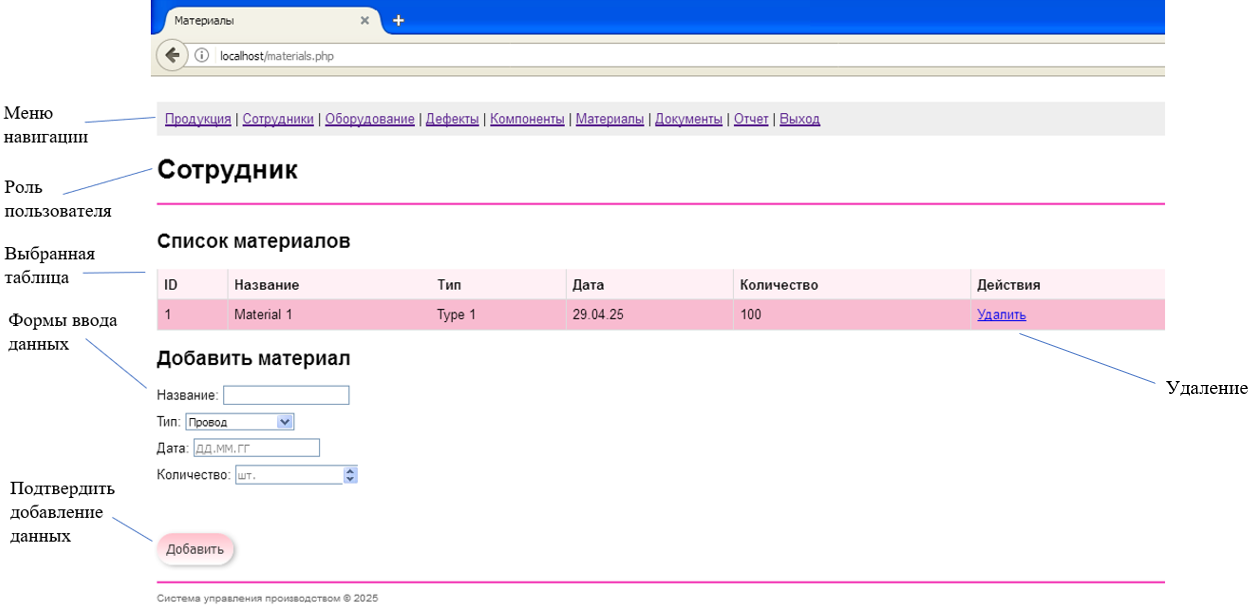 Материалы
localhost/materials.php
Меню
навигации
Продукция | Сотрудники | Оборудование | Дефекты | Компоненты | Материалы | Документы | Отчет | Выход
Роль
пользователя
Сотрудник
Выбранная
таблица
Список материалов
ID Название Тип Дата Количество Действия
1 Material 1 Type 1 29.04.25 100 Удалить
Формы ввода
данных
Добавить материал
Удаление
Название:
Тип: Провод
Дата: ДД.ММ.ГГ
Количество: шт.
Подтвердить
добавление
данных
Добавить
Система управления производством © 2025